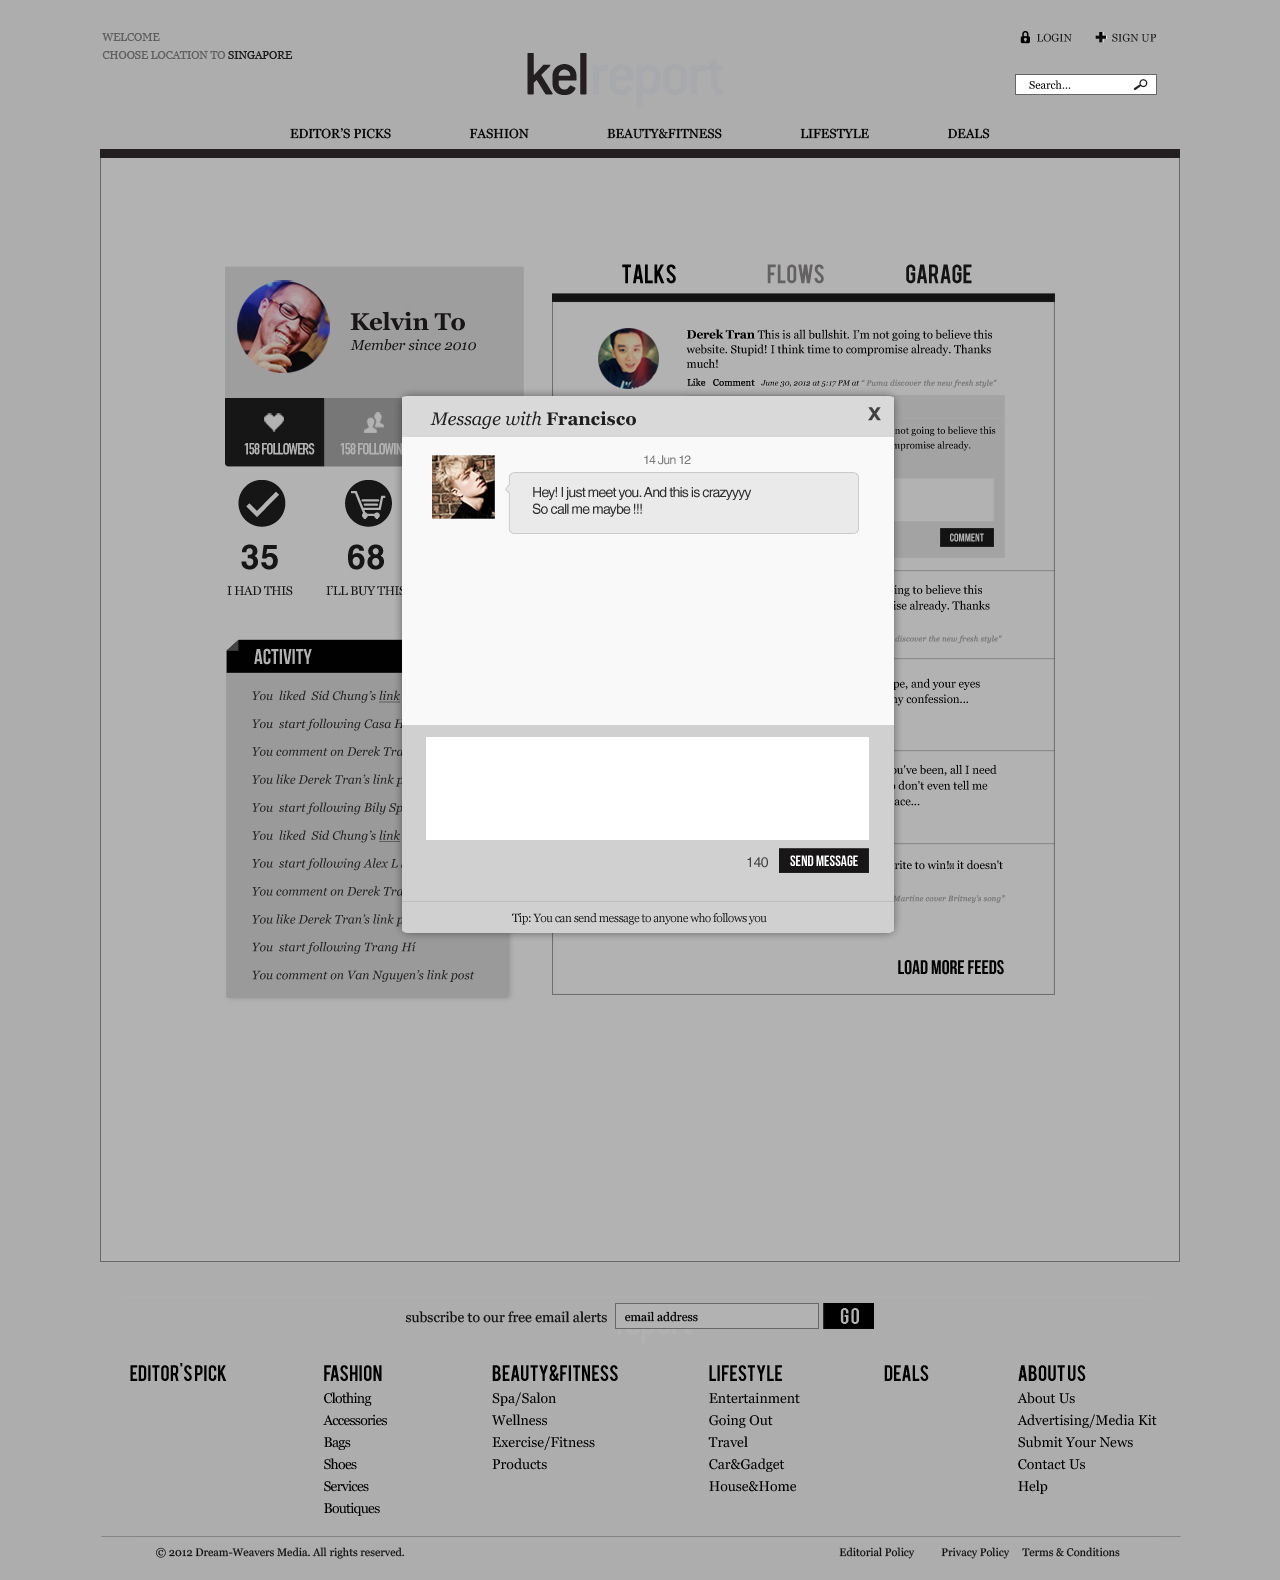 WELCOME
CHOOSE LOCATION TO SINGAPORE
LOGIN
SIGN UP
kelreport
Search...
EDITOR'S PICKS
FASHION
BEAUTY&FITNESS
LIFESTYLE
DEALS
Kelvin To
Member since 2010
158 FOLLOWERS
158 FOLLOWIN
35
68
I HAD THIS
I'LL BUY THIS
ACTIVITY
You liked Sid Chung's link
You start following Casa H
You comment on Derek Tra
You like Derek Tran's link p
You start following Bily Sp
You liked Sid Chung's link
You start following Alex L
You comment on Derek Tra
You like Derek Tran's link p
You start following Trang Hí
You comment on Van Nguyen's link post
TALKS
FLOWS
GARAGE
Derek Tran This is all bullshit. I'm not going to believe this
website. Stupid! I think time to compromise already. Thanks
much!
Like Comment June 30, 2012 at 5:17 PM at " Puma discover the new fresh style"
not going to believe this
mpromise already.
COMMENT
ing to believe this
ise already. Thanks
discover the new fresh style"
pe, and your eyes
ny confession...
ou've been, all I need
don't even tell me
ace...
rite to win!: it doesn't
Martine cover Britney's song"
LOAD MORE FEEDS
Message with Francisco
X
14 Jun 12
Hey! I just meet you. And this is crazyyyy
So call me maybe !!!
140
SEND MESSAGE
Tip: You can send message to anyone who follows you
subscribe to our free email alerts
email address
GO
report
EDITOR'S PICK
FASHION
Clothing
Accessories
Bags
Shoes
Services
Boutiques
BEAUTY&FITNESS
Spa/Salon
Wellness
Exercise/Fitness
Products
LIFESTYLE
Entertainment
Going Out
Travel
Car&Gadget
House&Home
DEALS
ABOUT US
About Us
Advertising/Media Kit
Submit Your News
Contact Us
Help
© 2012 Dream-Weavers Media. All rights reserved.
Editorial Policy
Privacy Policy
Terms & Conditions